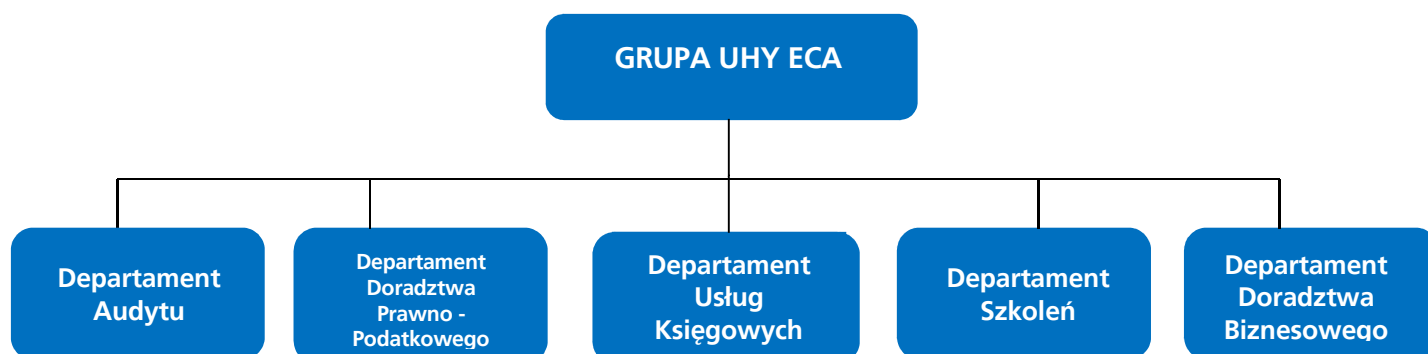 GRUPA UHY ECA
Departament
Audytu
Departament
Doradztwa
Prawno -
Podatkowego
Departament
Usług
Księgowych
Departament
Szkoleń
Departament
Doradztwa
Biznesowego